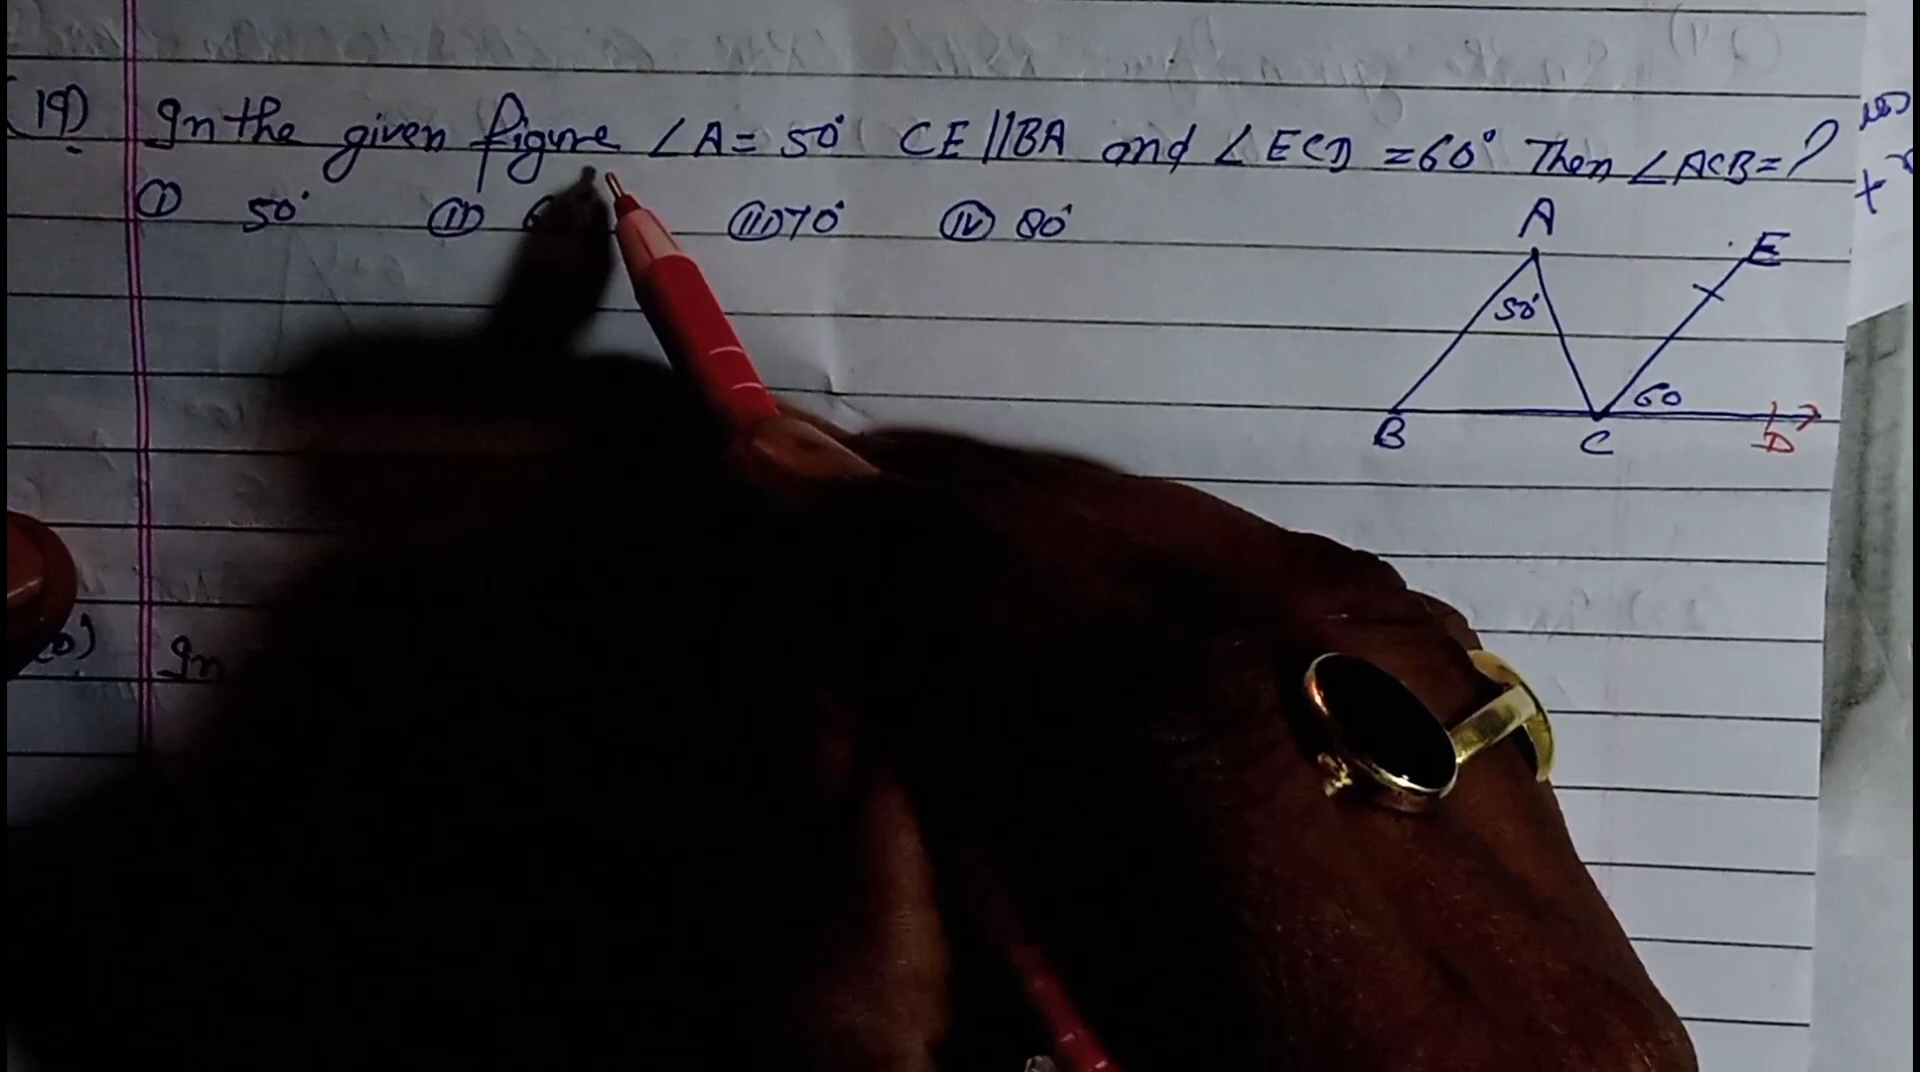 19) In the given figure ∠A = 50° CE || BA and ∠ECD = 60° Then ∠ACB = ?
(I) 50° (II) 6 (III) 70° (IV) 80°
A
E
50°
60
B
C
D
In